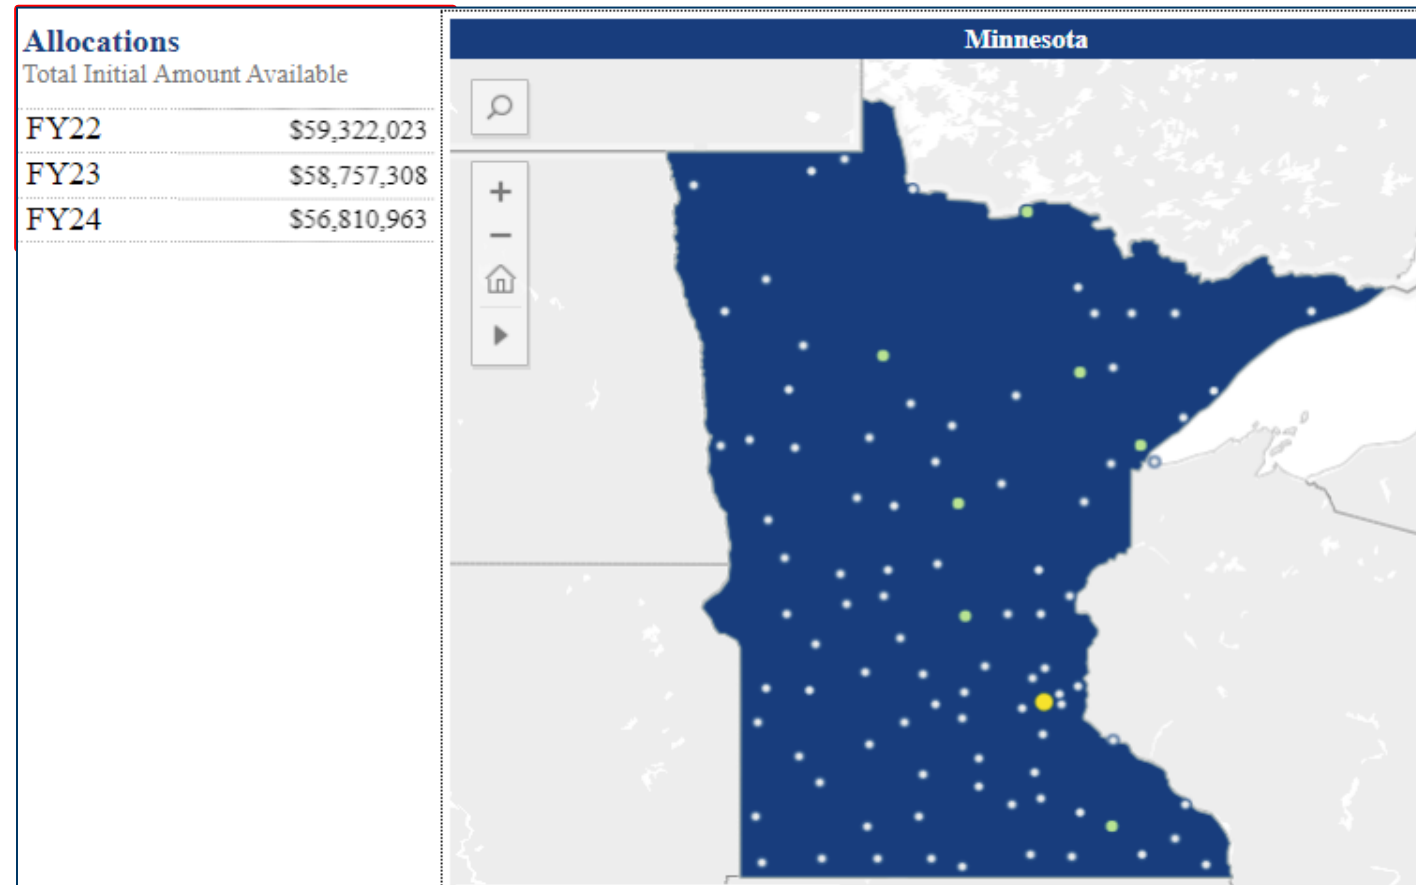 Allocations
Total Initial Amount Available
FY22 $59,322,023
FY23 $58,757,308
FY24 $56,810,963
Minnesota